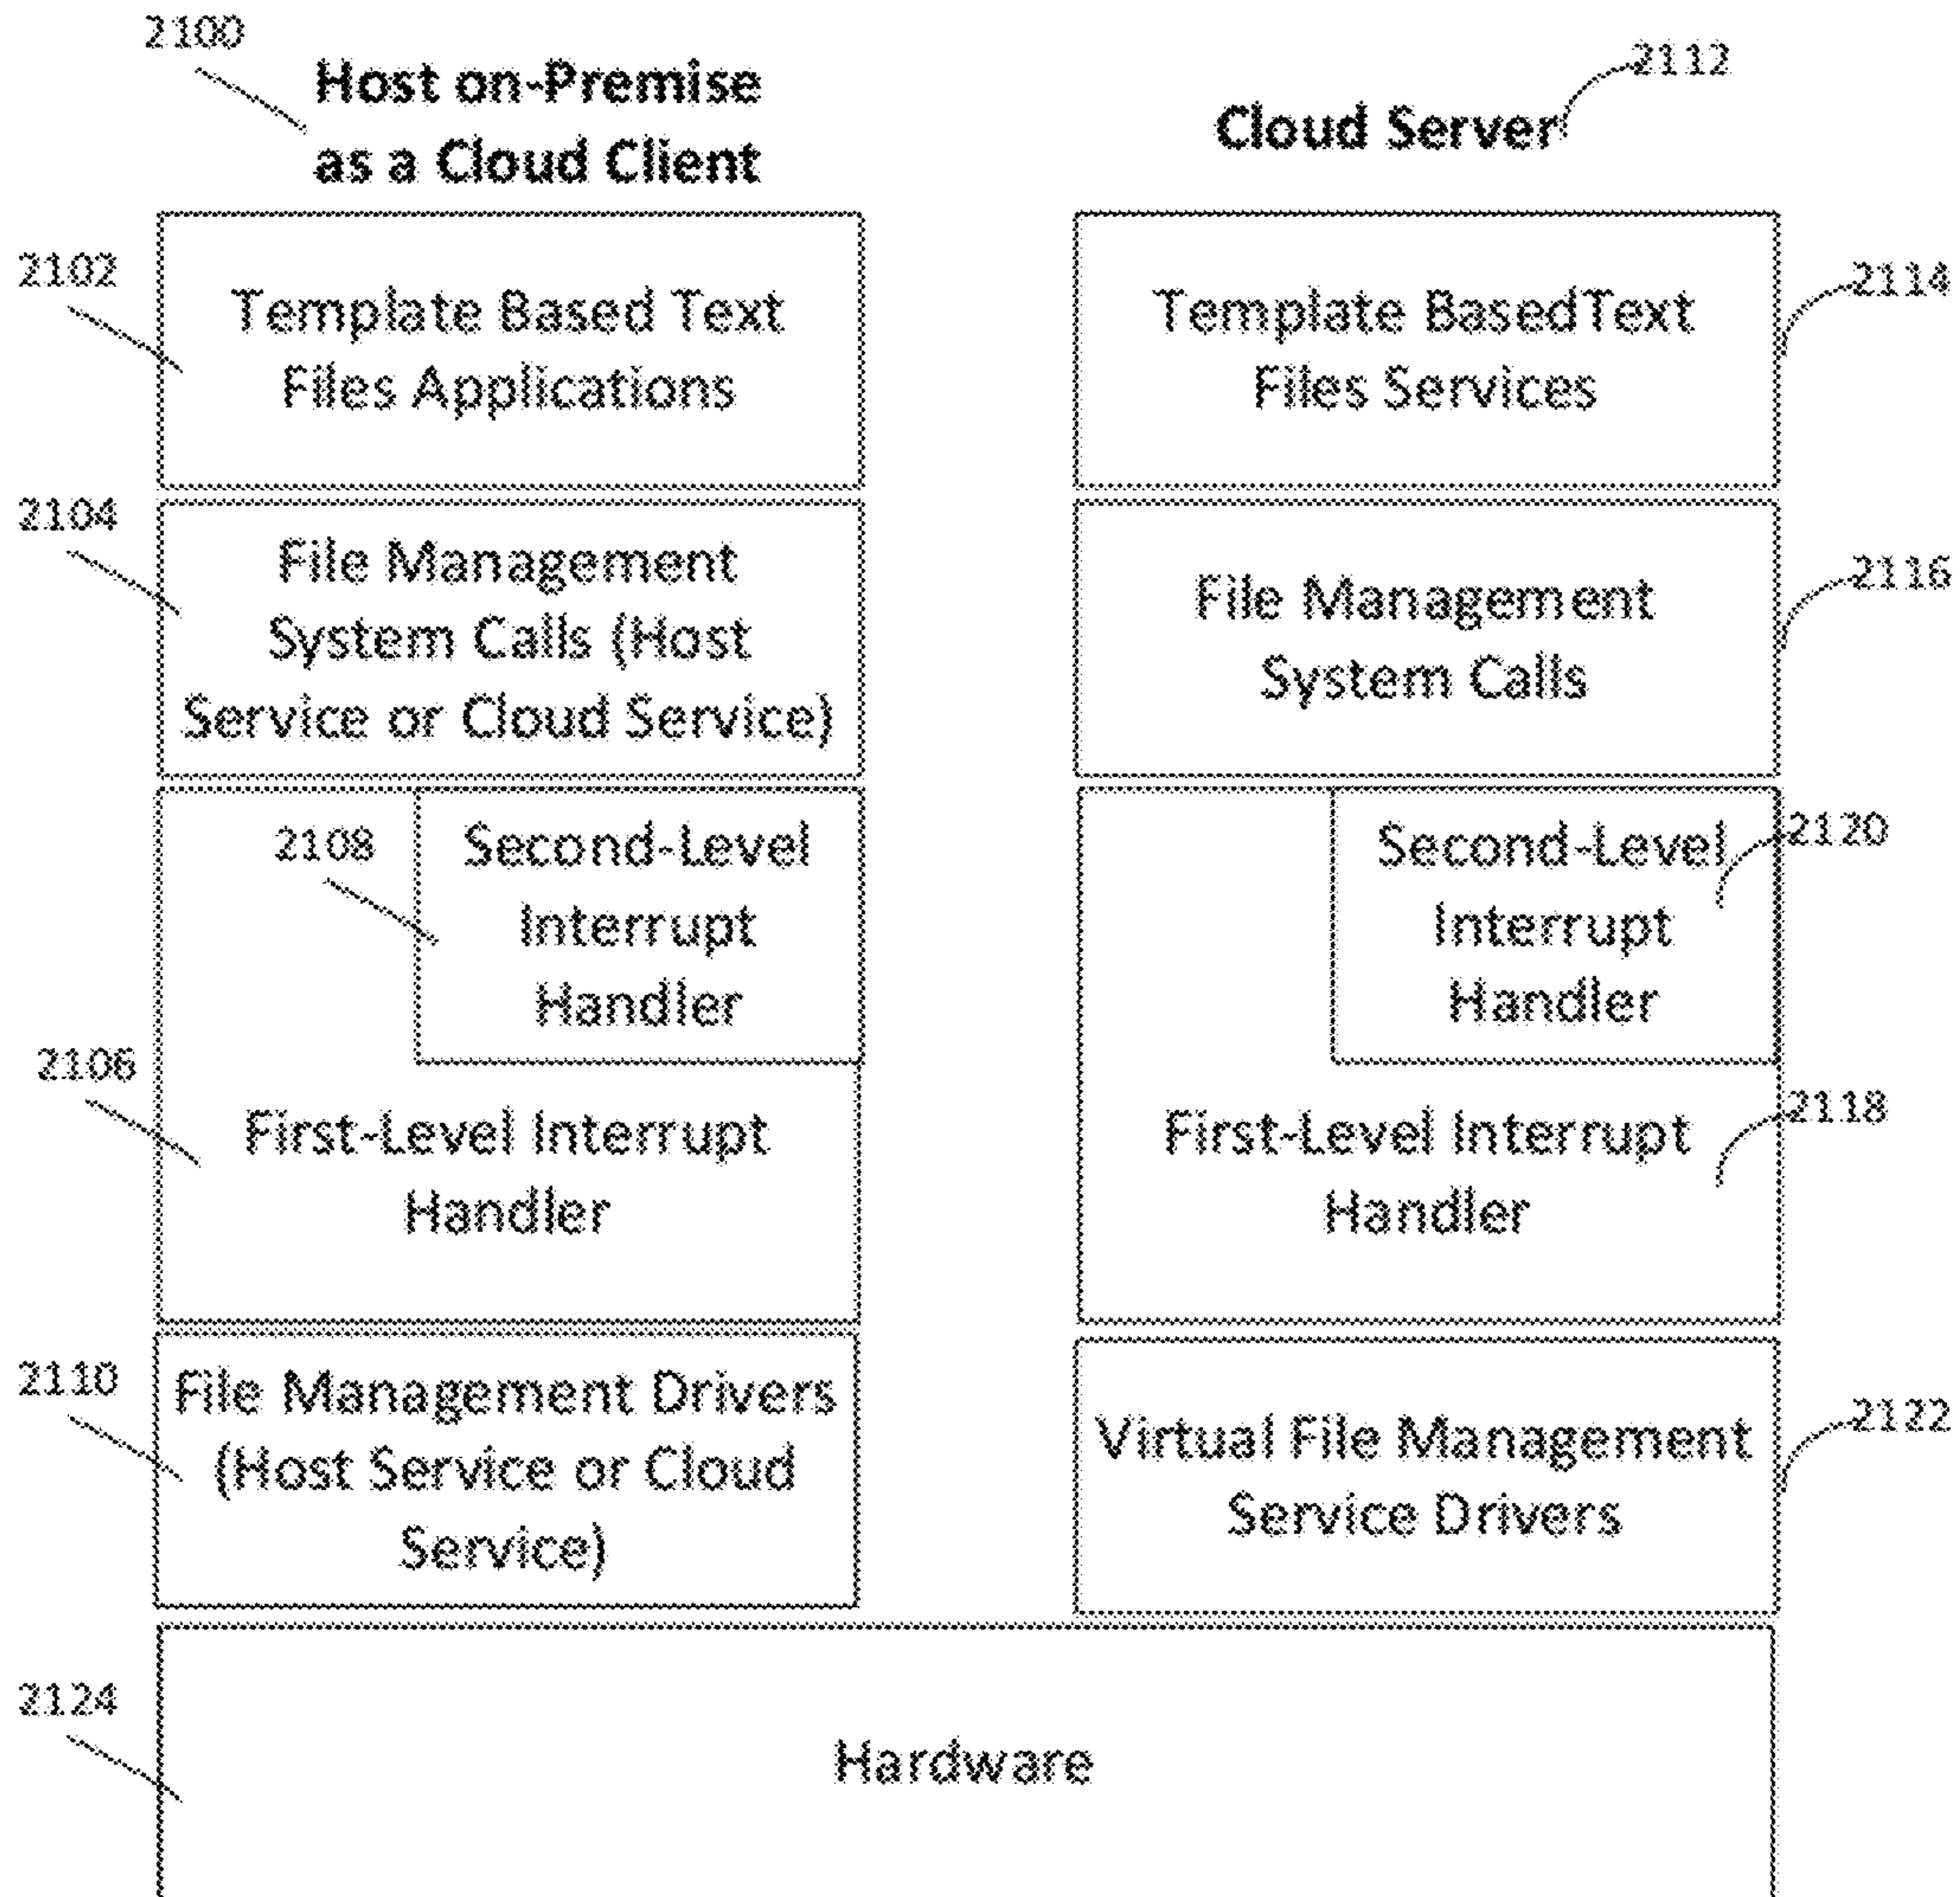 2100
Host on-Premise
as a Cloud Client
2112
Cloud Server
2102
Template Based Text
Files Applications
2114
Template BasedText
Files Services
2104
File Management
System Calls (Host
Service or Cloud Service)
2116
File Management
System Calls
2108
Second-Level
Interrupt
Handler
2106
First-Level Interrupt
Handler
2120
Second-Level
Interrupt
Handler
2118
First-Level Interrupt
Handler
2110
File Management Drivers
(Host Service or Cloud
Service)
2122
Virtual File Management
Service Drivers
2124
Hardware